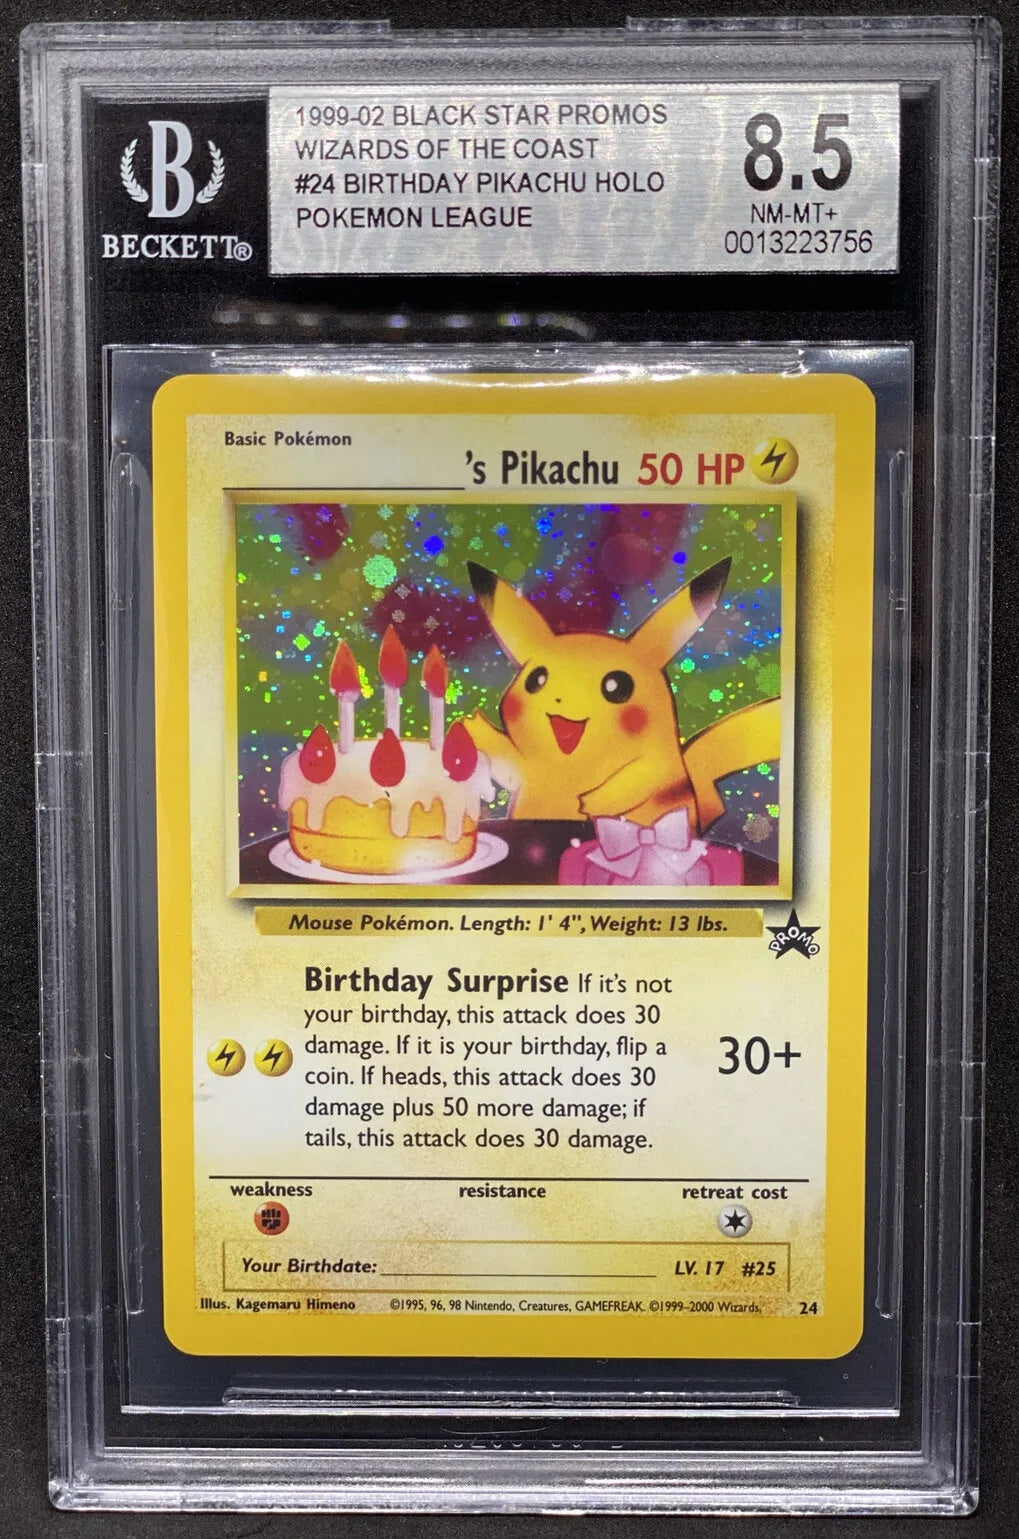 B
BECKETT®
1999-02 BLACK STAR PROMOS
WIZARDS OF THE COAST
#24 BIRTHDAY PIKACHU HOLO
POKEMON LEAGUE
8.5
NM-MT+
0013223756
Basic Pokémon
________'s Pikachu 50 HP
Mouse Pokémon. Length: 1' 4", Weight: 13 lbs.
PROMO
Birthday Surprise If it's not
your birthday, this attack does 30
damage. If it is your birthday, flip a
coin. If heads, this attack does 30
damage plus 50 more damage; if
tails, this attack does 30 damage.
30+
weakness resistance retreat cost
Your Birthdate:________ LV. 17 #25
Illus. Kagemaru Himeno ©1995, 96, 98 Nintendo, Creatures, GAMEFREAK. ©1999–2000 Wizards. 24